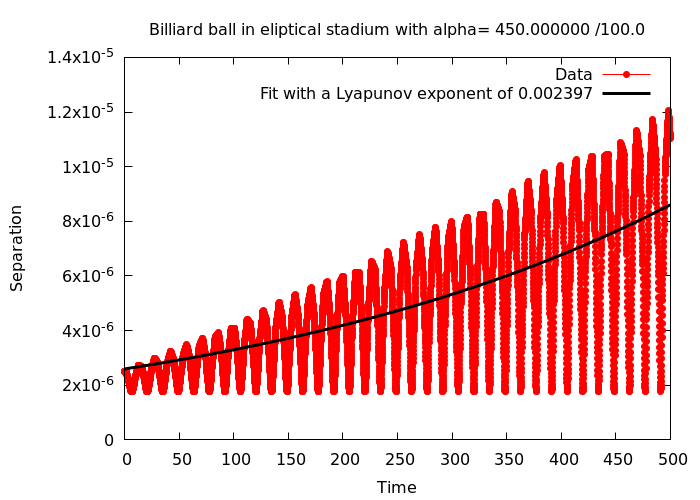 Billiard ball in eliptical stadium with alpha= 450.000000 /100.0
Data
Fit with a Lyapunov exponent of 0.002397
1.4x10^-5
1.2x10^-5
1x10^-5
8x10^-6
6x10^-6
4x10^-6
2x10^-6
0
Separation
0 50 100 150 200 250 300 350 400 450 500
Time